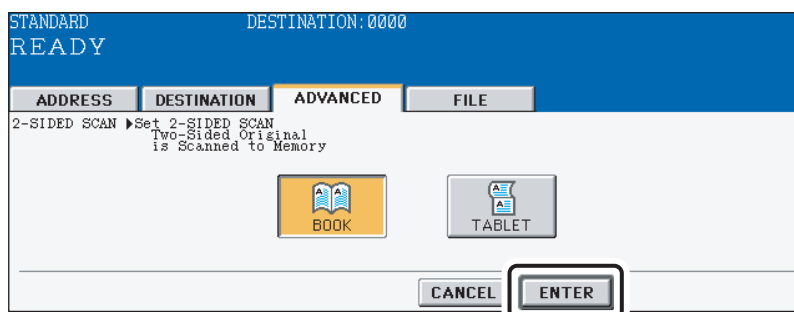 STANDARD DESTINATION:0000
READY
ADDRESS DESTINATION ADVANCED FILE
2-SIDED SCAN ▶Set 2-SIDED SCAN
Two-Sided Original
is Scanned to Memory
A A A A
BOOK TABLET
CANCEL ENTER